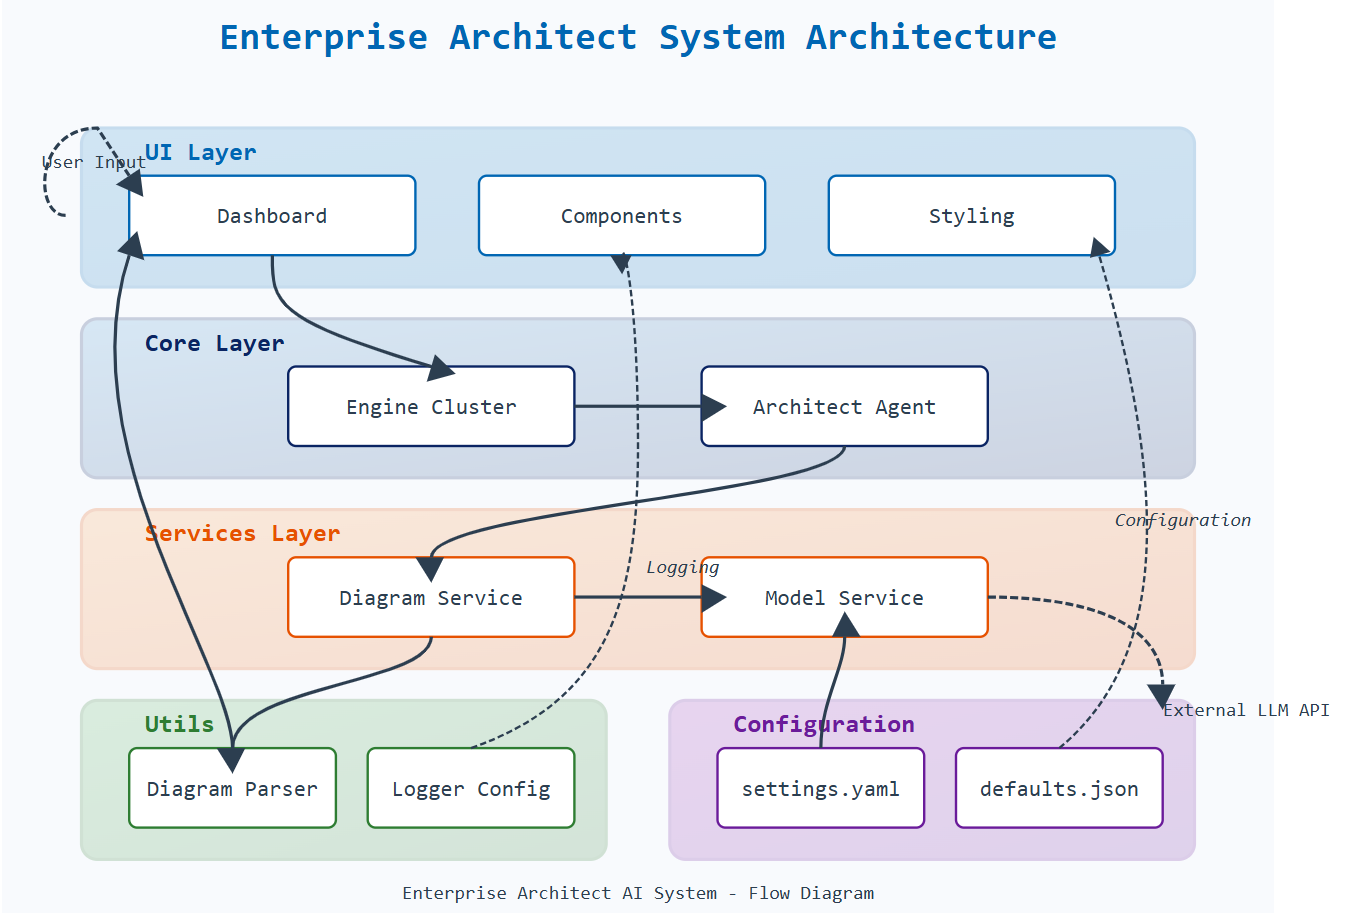 Enterprise Architect System Architecture
User Input
UI Layer
Dashboard
Components
Styling
Core Layer
Engine Cluster
Architect Agent
Configuration
Services Layer
Logging
Diagram Service
Model Service
External LLM API
Utils
Configuration
Diagram Parser
Logger Config
settings.yaml
defaults.json
Enterprise Architect AI System - Flow Diagram